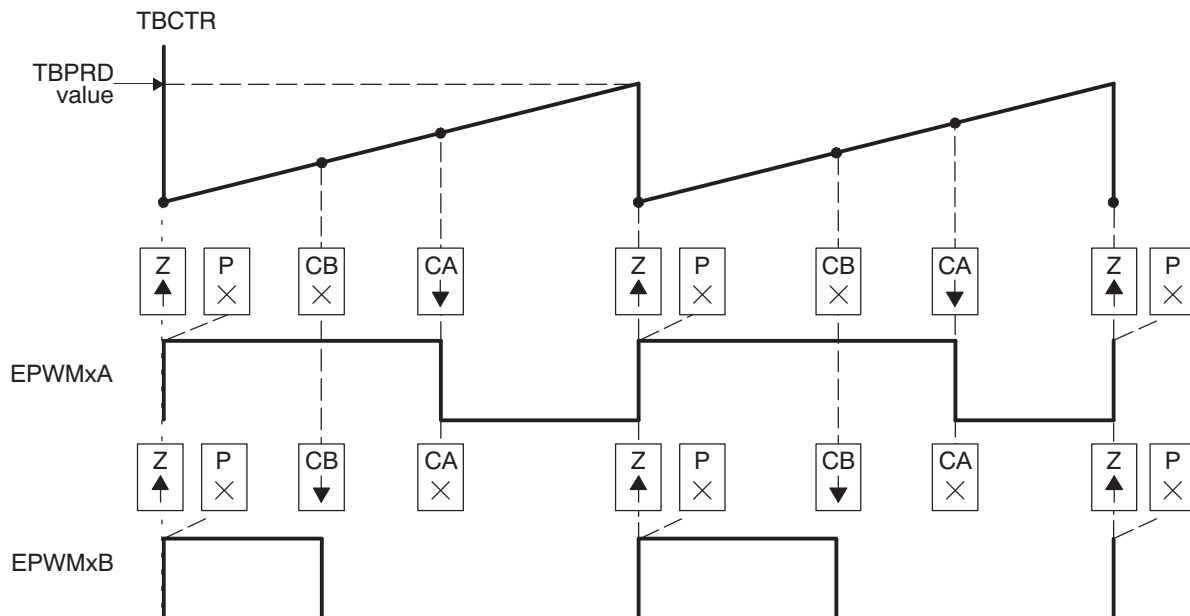 TBCTR
TBPRD
value
Z P CB CA Z P CB CA Z P
EPWMxA
Z P CB CA Z P CB CA Z P
EPWMxB